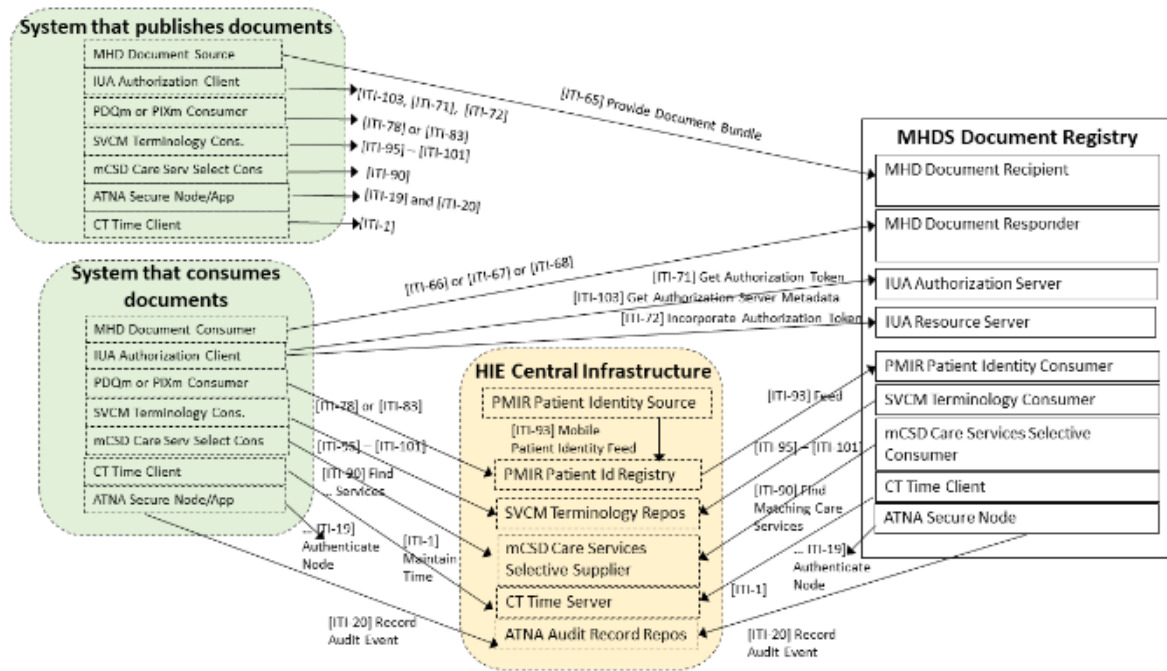 System that publishes documents
MHD Document Source
IUA Authorization Client
PDQm or PIXm Consumer
SVCM Terminology Cons.
mCSD Care Serv Select Cons
ATNA Secure Node/App
CT Time Client
[ITI-103, [ITI-71], [ITI-72]
[ITI-78] or [ITI-83]
[ITI-95] – [ITI-101]
[ITI-90]
[ITI-19] and [ITI-20]
[ITI-1]
[ITI-65] Provide Document Bundle
MHDS Document Registry
MHD Document Recipient
MHD Document Responder
IUA Authorization Server
IUA Resource Server
PMIR Patient Identity Consumer
SVCM Terminology Consumer
mCSD Care Services Selective
Consumer
CT Time Client
ATNA Secure Node
System that consumes
documents
MHD Document Consumer
IUA Authorization Client
PDQm or PIXm Consumer
SVCM Terminology Cons.
mCSD Care Serv Select Cons
CT Time Client
ATNA Secure Node/App
[ITI-66] or [ITI-67] or [ITI-68]
[ITI-71] Get Authorization Token
[ITI-103] Get Authorization Server Metadata
[ITI-72] Incorporate Authorization Token
[ITI-78] or [ITI-83]
[ITI-95] – [ITI-101]
[ITI-90] Find
... Services
... ITI-19]
Authenticate
Node
[ITI-1]
Maintain
Time
[ITI-20] Record
Audit Event
HIE Central Infrastructure
PMIR Patient Identity Source
[ITI-93] Mobile
Patient Identity Feed
PMIR Patient Id Registry
SVCM Terminology Repos
mCSD Care Services
Selective Supplier
CT Time Server
ATNA Audit Record Repos
[ITI-93] Feed
[ITI-95] – [ITI-101]
[ITI-90] Find
Matching Care
Services
... ITI-19]
Authenticate
Node
[ITI-1]
[ITI-20] Record
Audit Event